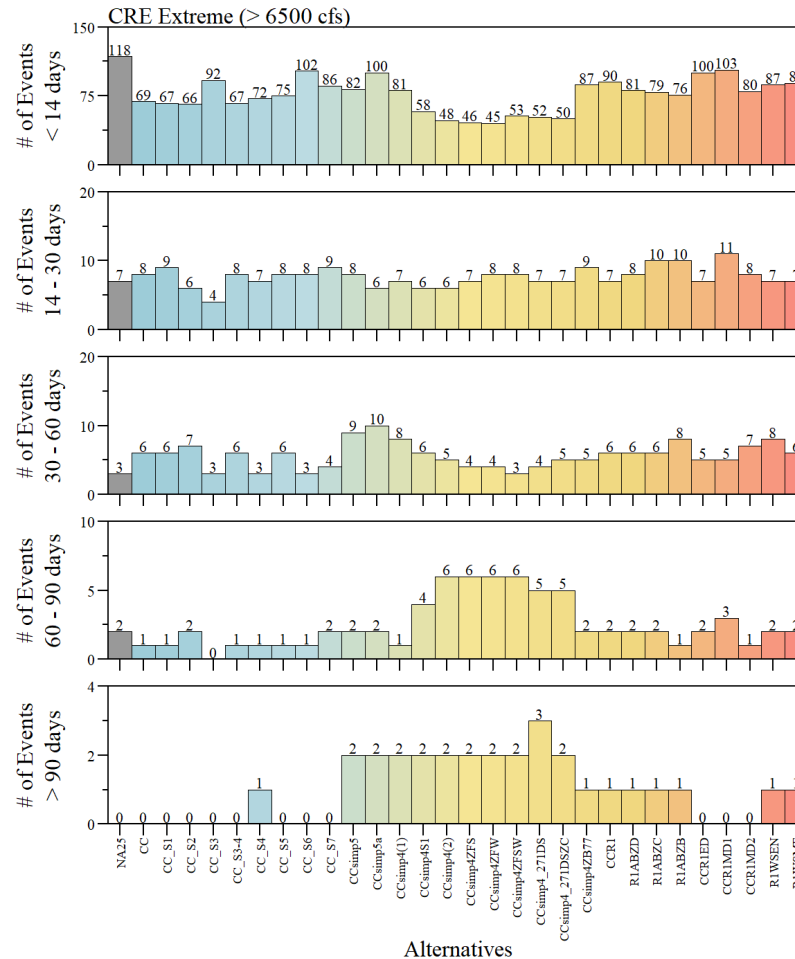 CRE Extreme (> 6500 cfs)
# of Events
< 14 days
150
75
0
118 69 67 66 92 67 72 75 102 86 82 100 81 58 48 46 45 53 52 50 87 90 81 79 76 100 103 80 87
# of Events
14 - 30 days
20
10
0
7 8 9 6 4 8 7 8 8 9 8 6 7 6 6 7 8 8 7 7 9 7 8 10 10 7 11 8 7
# of Events
30 - 60 days
20
10
0
3 6 6 7 3 6 3 6 3 4 9 10 8 6 5 4 4 3 4 5 5 6 6 6 8 5 5 7 8 6
# of Events
60 - 90 days
10
5
0
2 1 1 2 0 1 1 1 1 2 2 2 1 4 6 6 6 6 5 5 2 2 2 2 1 2 3 1 2 2
# of Events
> 90 days
4
2
0
0 0 0 0 0 0 1 0 0 0 2 2 2 2 2 2 2 2 3 2 1 1 1 1 1 0 0 0 1
NA25
CC
CC_S1
CC_S2
CC_S3
CC_S3-4
CC_S4
CC_S5
CC_S6
CC_S7
CCsimp5
CCsimp5a
CCsimp4(1)
CCsimp4S1
CCsimp4(2)
CCsimp4ZFS
CCsimp4ZFW
CCsimp4ZFSW
CCsimp4_271DS
CCsimp4_271DSZC
CCsimp4ZB77
CCR1
R1ABZD
R1ABZC
R1ABZB
CCR1ED
CCR1MD1
CCR1MD2
R1WSEN
Alternatives